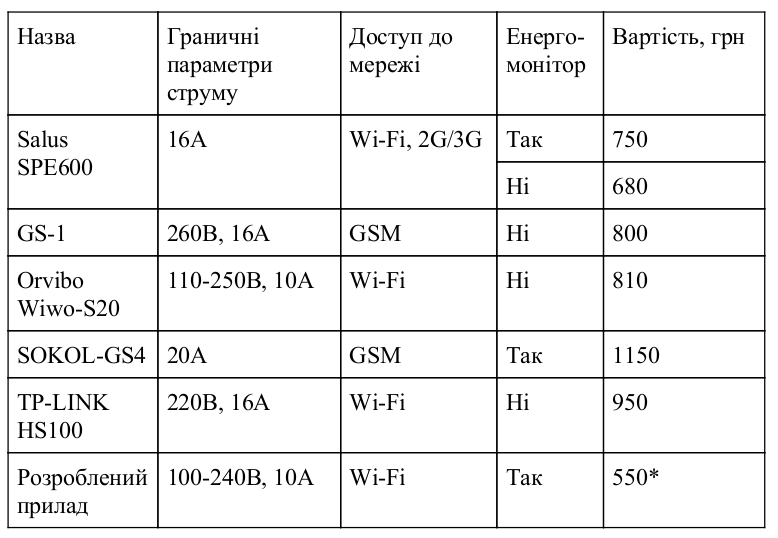 Назва
Граничні
параметри
струму
Доступ до
мережі
Енерго-
монітор
Вартість, грн
Salus
SPE600
16А
Wi-Fi, 2G/3G
Так
750
Ні
680
GS-1
260В, 16А
GSM
Ні
800
Orvibo
Wiwo-S20
110-250В, 10А
Wi-Fi
Ні
810
SOKOL-GS4
20А
GSM
Так
1150
TP-LINK
HS100
220В, 16А
Wi-Fi
Ні
950
Розроблений
прилад
100-240В, 10А
Wi-Fi
Так
550*